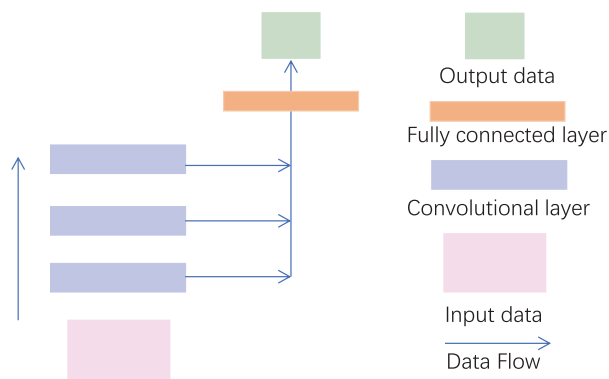 Output data
Fully connected layer
Convolutional layer
Input data
Data Flow